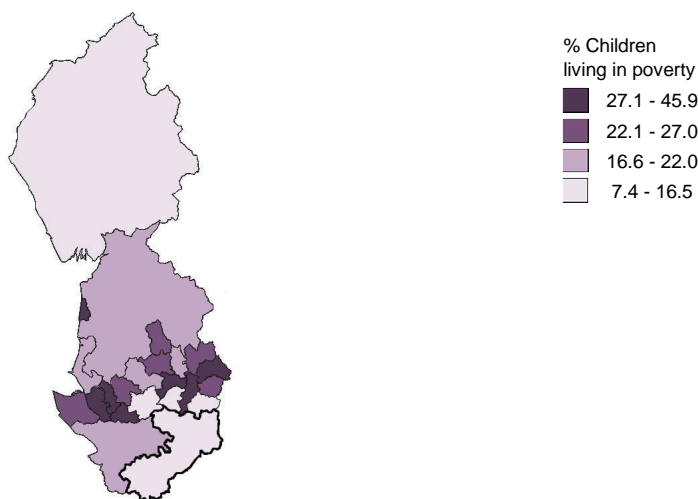 % Children
living in poverty
27.1 - 45.9
22.1 - 27.0
16.6 - 22.0
7.4 - 16.5